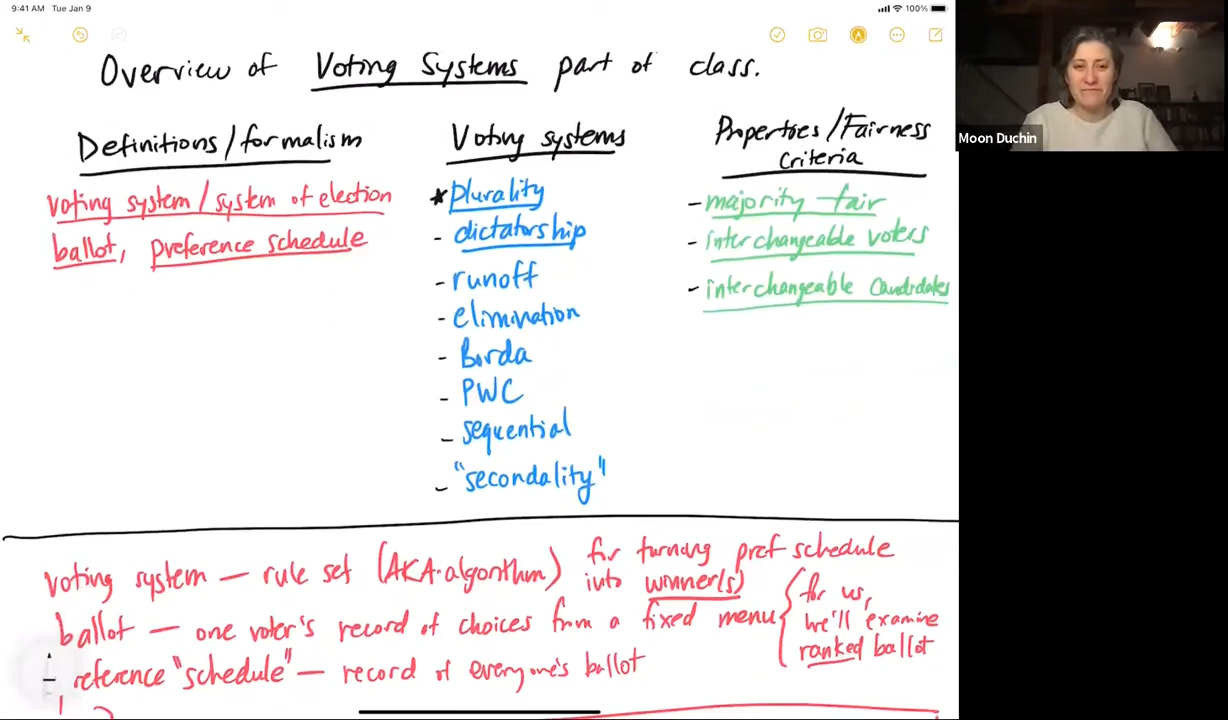 9:41 AM Tue Jan 9
100%
Overview of Voting Systems part of class.
Definitions/formalism
voting system/system of election
ballot, preference schedule
Voting systems
* plurality
- dictatorship
- runoff
- elimination
- Borda
- PWC
- sequential
- "secondality"
Properties/Fairness
Criteria
- majority-fair
- interchangeable voters
- interchangeable candidates
Moon Duchin
voting system — rule set (AKA algorithm) for turning pref schedule
into winner(s)
ballot — one voter's record of choices from a fixed menu
{ for us,
we'll examine
ranked ballot
reference "schedule" — record of everyone's ballot